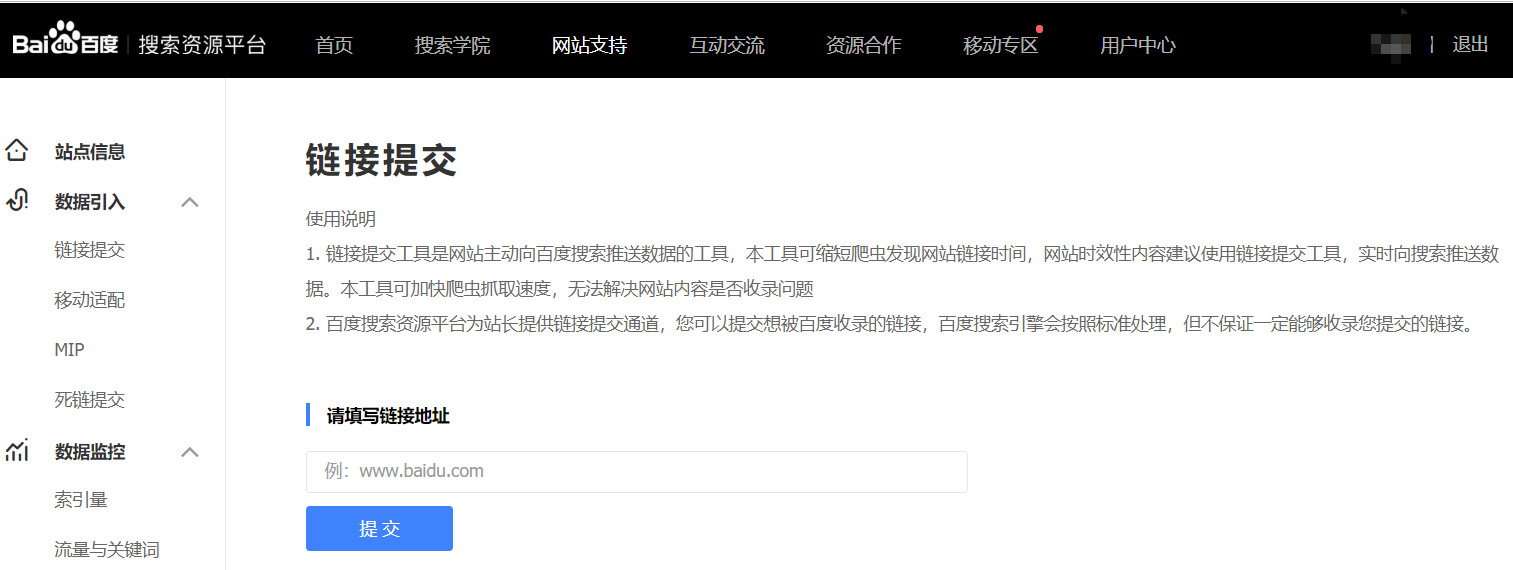 Bai du 百度 | 搜索资源平台 首页 搜索学院 网站支持 互动交流 资源合作 移动专区 用户中心 | 退出
站点信息
数据引入
链接提交
移动适配
MIP
死链提交
数据监控
索引量
流量与关键词
链接提交
使用说明
1. 链接提交工具是网站主动向百度搜索推送数据的工具，本工具可缩短爬虫发现网站链接时间，网站时效性内容建议使用链接提交工具，实时向搜索推送数
据。本工具可加快爬虫抓取速度，无法解决网站内容是否收录问题
2. 百度搜索资源平台为站长提供链接提交通道，您可以提交想被百度收录的链接，百度搜索引擎会按照标准处理，但不保证一定能够收录您提交的链接。
请填写链接地址
例：www.baidu.com
提交